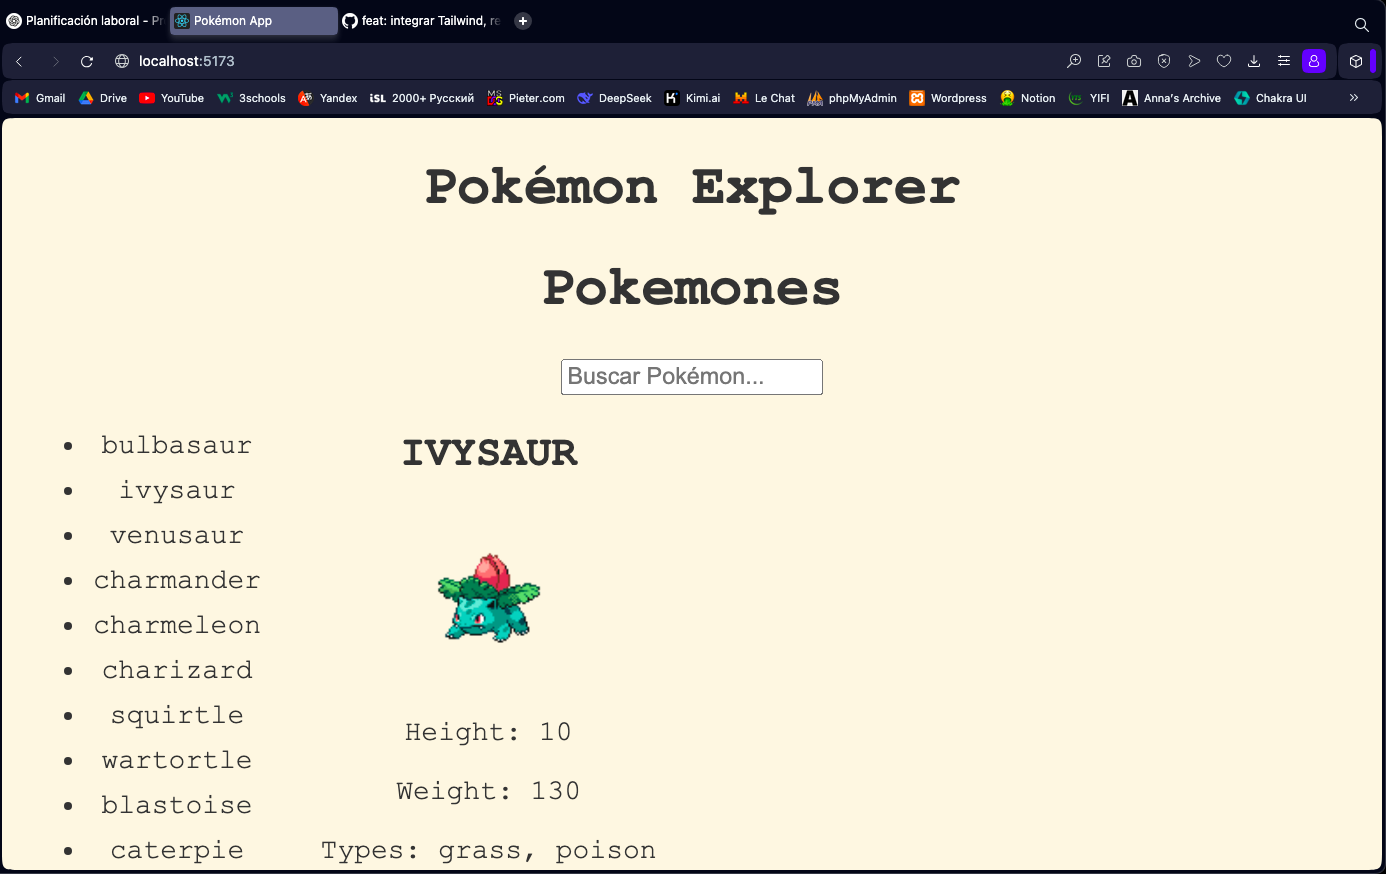 Planificación laboral - Pr
Pokémon App
feat: integrar Tailwind, re
localhost:5173
Gmail
Drive
YouTube
3schools
Yandex
iSL 2000+ Русский
Pieter.com
DeepSeek
Kimi.ai
Le Chat
phpMyAdmin
Wordpress
Notion
YIFI
Anna's Archive
Chakra UI
Pokémon Explorer
Pokemones
Buscar Pokémon...
bulbasaur
ivysaur
venusaur
charmander
charmeleon
charizard
squirtle
wartortle
blastoise
caterpie
IVYSAUR
Height: 10
Weight: 130
Types: grass, poison